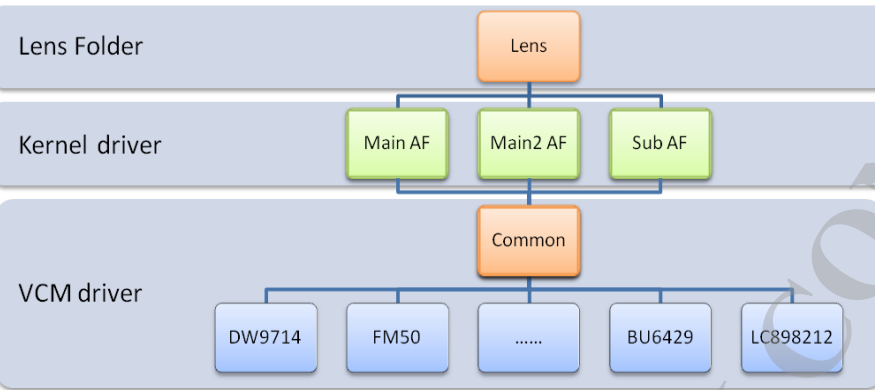 Lens Folder
Lens
Kernel driver
Main AF
Main2 AF
Sub AF
Common
VCM driver
DW9714
FM50
......
BU6429
LC898212